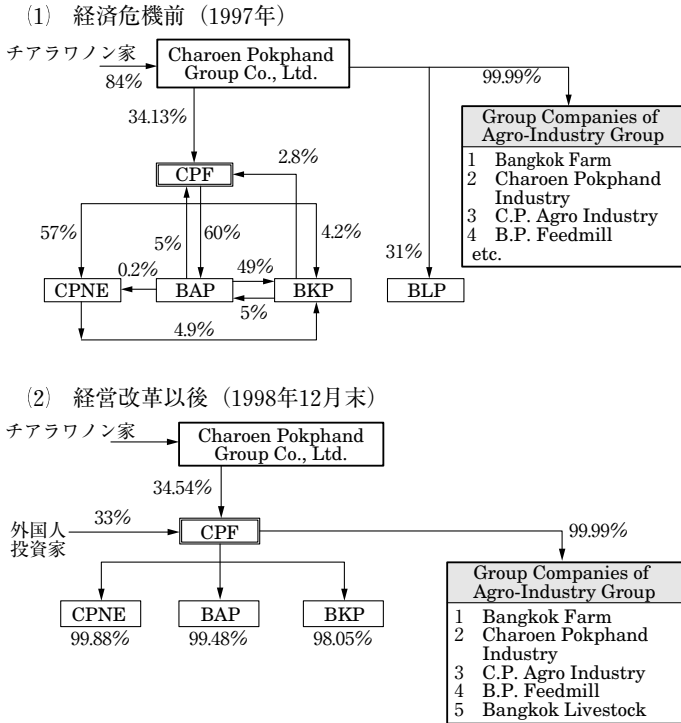 (1) 経済危機前（1997年）
チアラワノン家
84%
Charoen Pokphand
Group Co., Ltd.
99.99%
34.13%
Group Companies of
Agro-Industry Group
1 Bangkok Farm
2 Charoen Pokphand
Industry
3 C.P. Agro Industry
4 B.P. Feedmill
etc.
2.8%
CPF
57%
5%
60%
4.2%
31%
0.2%
49%
CPNE
BAP
BKP
BLP
5%
4.9%
(2) 経営改革以後（1998年12月末）
チアラワノン家
Charoen Pokphand
Group Co., Ltd.
34.54%
外国人
投資家
33%
CPF
99.99%
CPNE
BAP
BKP
99.88%
99.48%
98.05%
Group Companies of
Agro-Industry Group
1 Bangkok Farm
2 Charoen Pokphand
Industry
3 C.P. Agro Industry
4 B.P. Feedmill
5 Bangkok Livestock